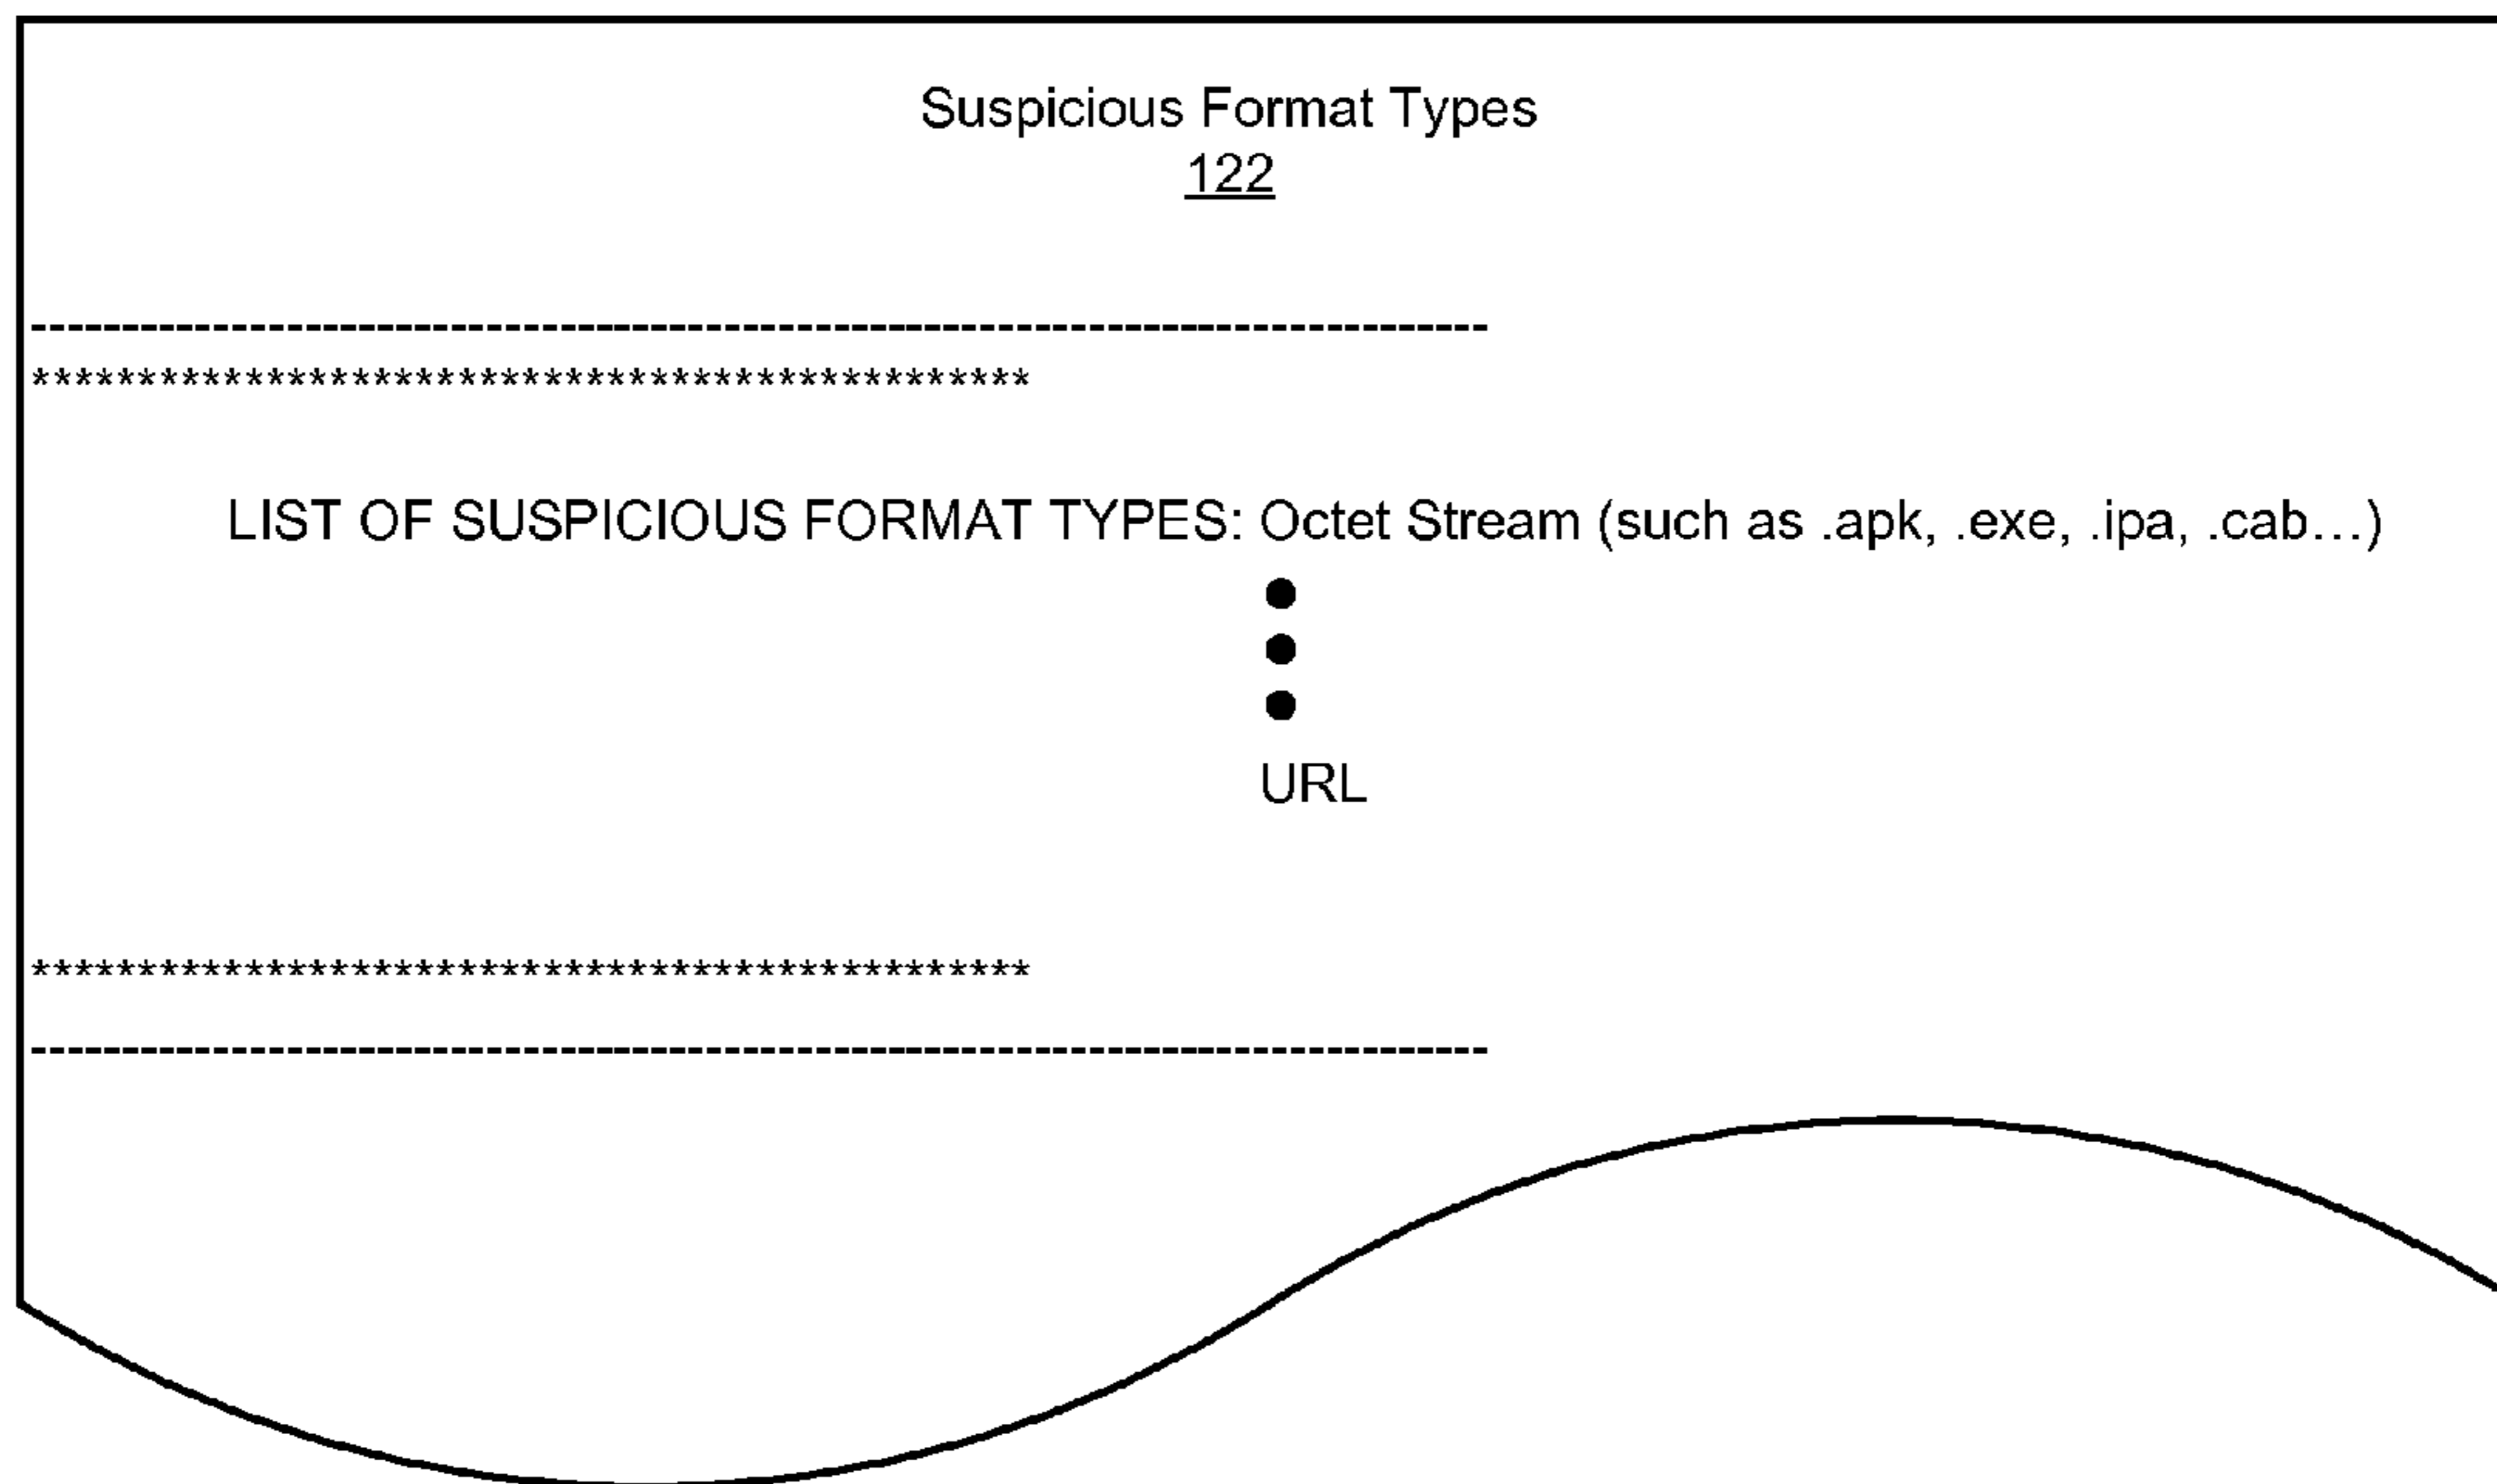 Suspicious Format Types
122
--------------------------------------------------------------------------------
***********************************************
LIST OF SUSPICIOUS FORMAT TYPES: Octet Stream (such as .apk, .exe, .ipa, .cab...)
●
●
●
URL
***********************************************
--------------------------------------------------------------------------------